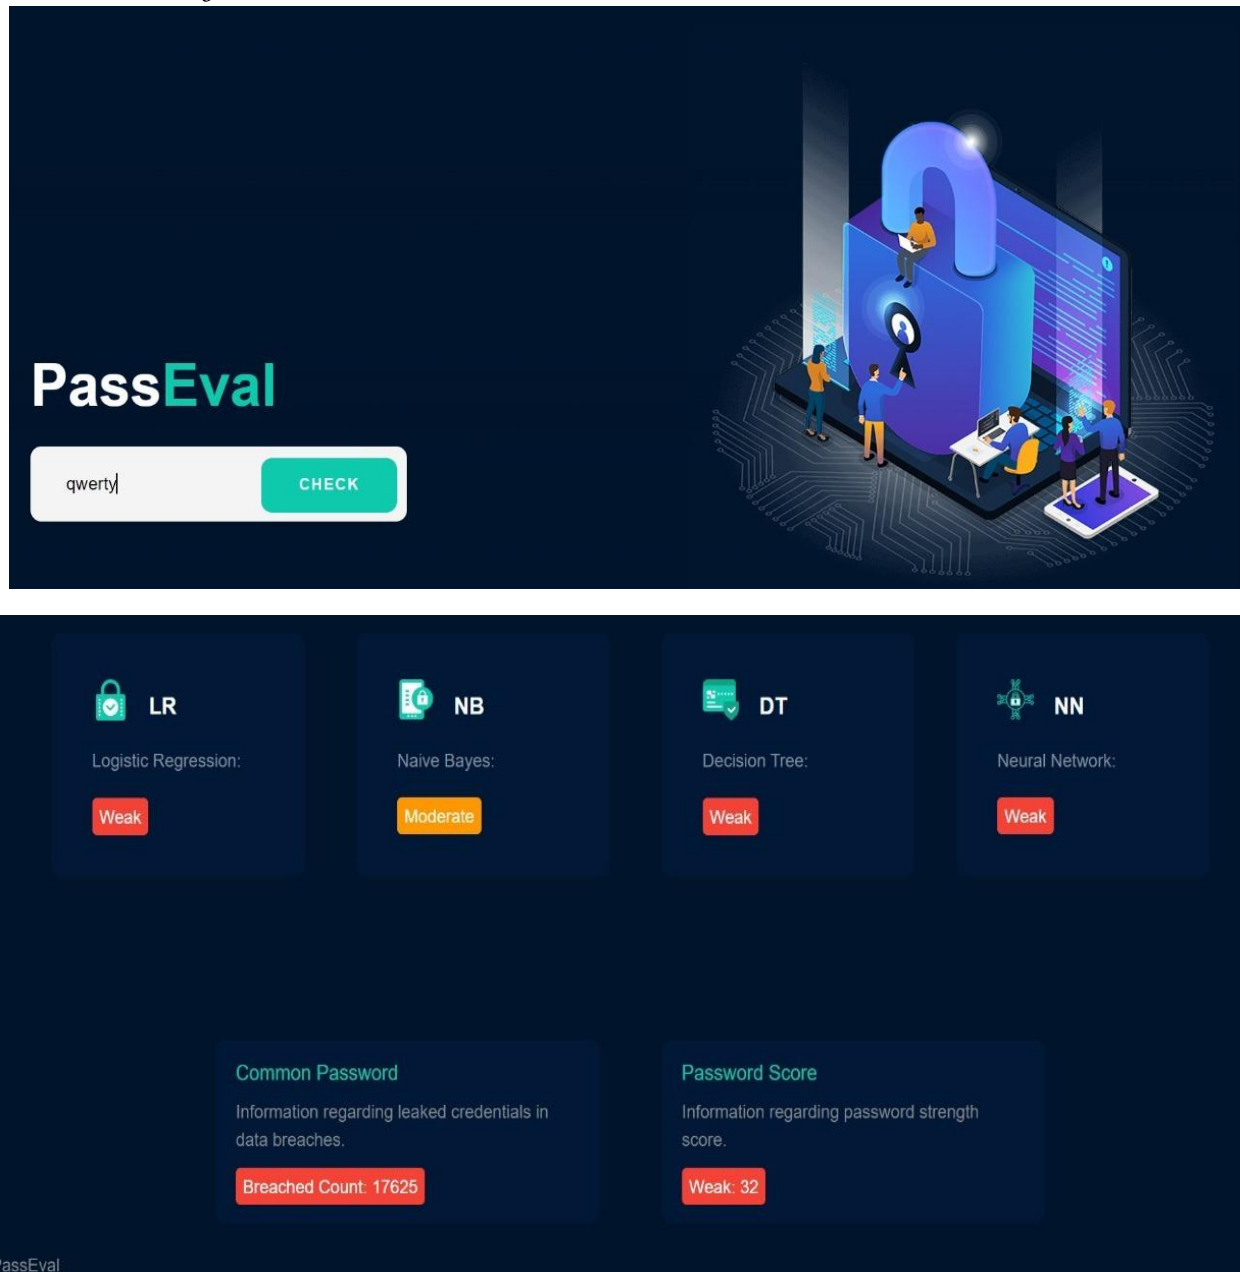 PassEval
qwerty
CHECK
LR
Logistic Regression:
Weak
NB
Naive Bayes:
Moderate
DT
Decision Tree:
Weak
NN
Neural Network:
Weak
Common Password
Information regarding leaked credentials in
data breaches.
Breached Count: 17625
Password Score
Information regarding password strength
score.
Weak: 32
PassEval